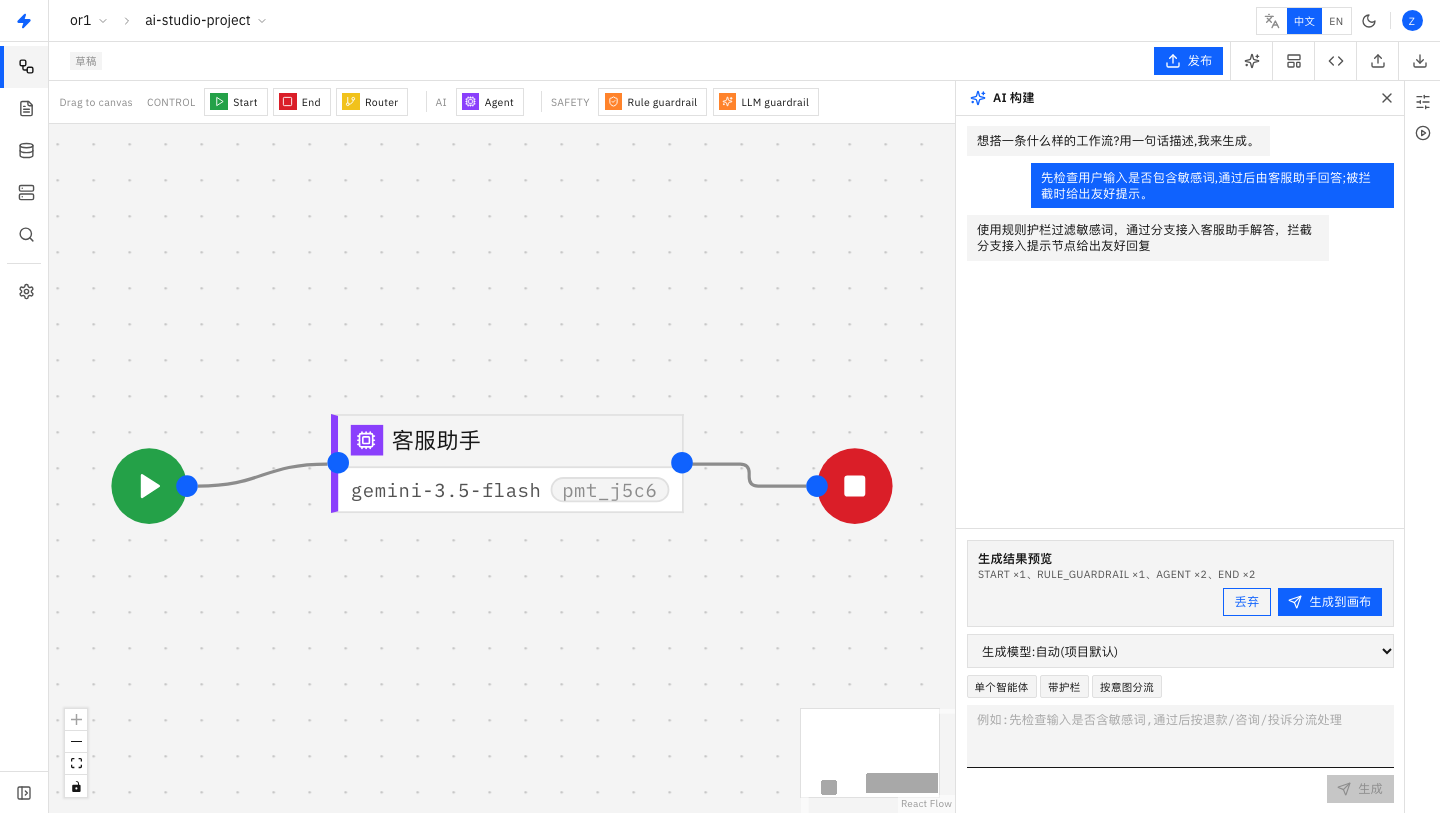 or1
ai-studio-project
中文
EN
Z
草稿
发布
Drag to canvas
CONTROL
Start
End
Router
AI
Agent
SAFETY
Rule guardrail
LLM guardrail
AI 构建
想搭一条什么样的工作流?用一句话描述,我来生成。
先检查用户输入是否包含敏感词,通过后由客服助手回答;被拦
截时给出友好提示。
使用规则护栏过滤敏感词，通过分支接入客服助手解答，拦截
分支接入提示节点给出友好回复
客服助手
gemini-3.5-flash
pmt_j5c6
生成结果预览
START ×1、RULE_GUARDRAIL ×1、AGENT ×2、END ×2
丢弃
生成到画布
生成模型:自动(项目默认)
单个智能体
带护栏
按意图分流
例如:先检查输入是否含敏感词,通过后按退款/咨询/投诉分流处理
生成
React Flow